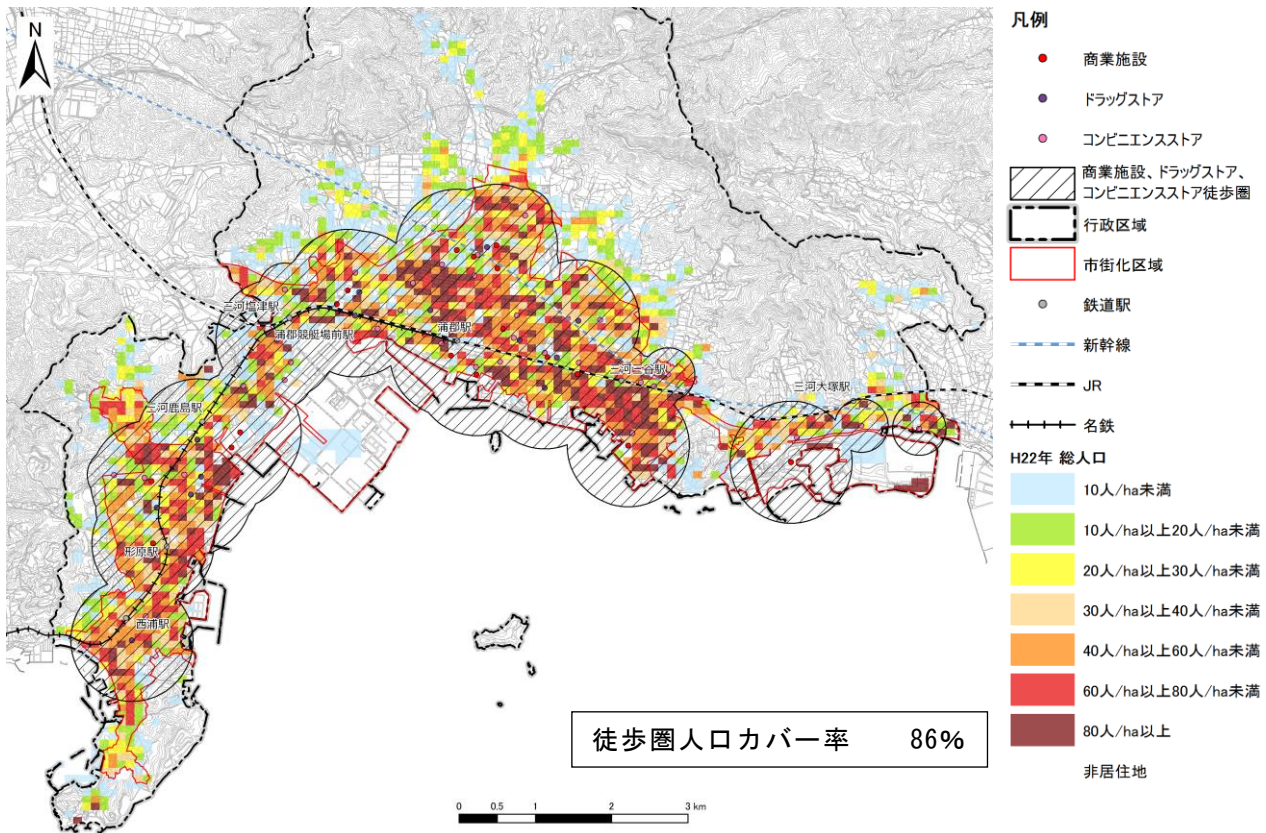 N
三河塩津駅
蒲郡競艇場前駅
蒲郡駅
三河三谷駅
三河大塚駅
三河鹿島駅
形原駅
西浦駅
徒歩圏人口カバー率 86%
0 0.5 1 2 3 km
凡例
商業施設
ドラッグストア
コンビニエンスストア
商業施設、ドラッグストア、
コンビニエンスストア徒歩圏
行政区域
市街化区域
鉄道駅
新幹線
JR
名鉄
H22年 総人口
10人/ha未満
10人/ha以上20人/ha未満
20人/ha以上30人/ha未満
30人/ha以上40人/ha未満
40人/ha以上60人/ha未満
60人/ha以上80人/ha未満
80人/ha以上
非居住地